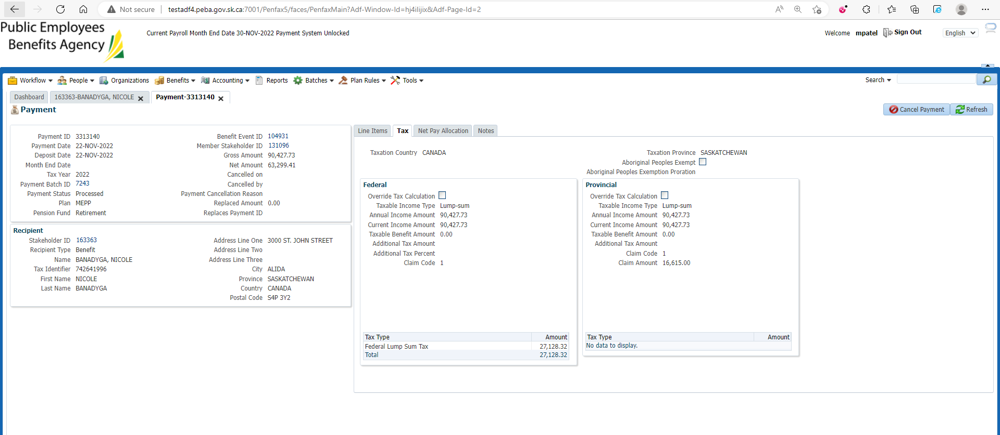 Not secure | testadf4.peba.gov.sk.ca:7001/Penfax5/faces/PenfaxMain?Adf-Window-Id=hj4ilijix&Adf-Page-Id=2
Public Employees
Benefits Agency
Current Payroll Month End Date 30-NOV-2022 Payment System Unlocked
Welcome mpatel Sign Out English
Workflow People Organizations Benefits Accounting Reports Batches Plan Rules Tools Search
Dashboard 163363-BANADYGA, NICOLE Payment-3313140
Payment Cancel Payment Refresh
Payment ID 3313140
Payment Date 22-NOV-2022
Deposit Date 22-NOV-2022
Month End Date
Tax Year 2022
Payment Batch ID 7243
Payment Status Processed
Plan MEPP
Pension Fund Retirement
Benefit Event ID 104931
Member Stakeholder ID 131096
Gross Amount 90,427.73
Net Amount 63,299.41
Cancelled on
Cancelled by
Payment Cancellation Reason
Replaced Amount 0.00
Replaces Payment ID
Recipient
Stakeholder ID 163363
Recipient Type Benefit
Name BANADYGA, NICOLE
Tax Identifier 742641996
First Name NICOLE
Last Name BANADYGA
Address Line One 3000 ST. JOHN STREET
Address Line Two
Address Line Three
City ALIDA
Province SASKATCHEWAN
Country CANADA
Postal Code S4P 3Y2
Line Items Tax Net Pay Allocation Notes
Taxation Country CANADA
Taxation Province SASKATCHEWAN
Aboriginal Peoples Exempt
Aboriginal Peoples Exemption Proration
Federal
Override Tax Calculation
Taxable Income Type Lump-sum
Annual Income Amount 90,427.73
Current Income Amount 90,427.73
Taxable Benefit Amount 0.00
Additional Tax Amount
Additional Tax Percent
Claim Code 1
Tax Type Amount
Federal Lump Sum Tax 27,128.32
Total 27,128.32
Provincial
Override Tax Calculation
Taxable Income Type Lump-sum
Annual Income Amount 90,427.73
Current Income Amount 90,427.73
Taxable Benefit Amount 0.00
Additional Tax Amount
Claim Code 1
Claim Amount 16,615.00
Tax Type Amount
No data to display.